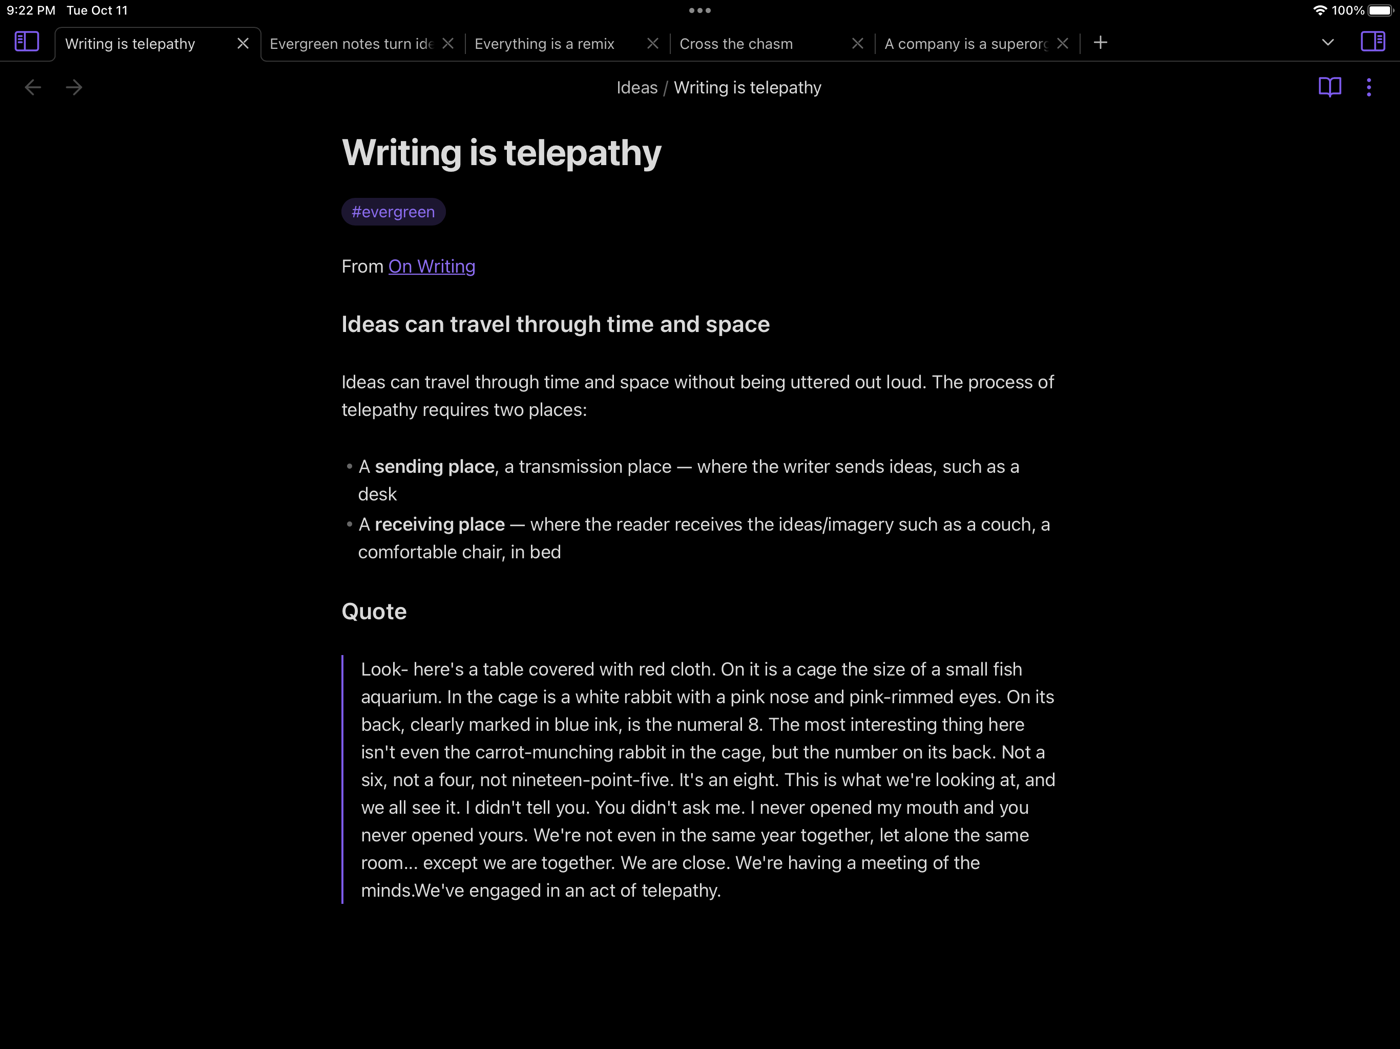 9:22 PM Tue Oct 11
100%
Writing is telepathy
Evergreen notes turn ide
Everything is a remix
Cross the chasm
A company is a superorg
Ideas / Writing is telepathy
Writing is telepathy
#evergreen
From On Writing
Ideas can travel through time and space
Ideas can travel through time and space without being uttered out loud. The process of
telepathy requires two places:
• A sending place, a transmission place — where the writer sends ideas, such as a
desk
• A receiving place — where the reader receives the ideas/imagery such as a couch, a
comfortable chair, in bed
Quote
Look- here's a table covered with red cloth. On it is a cage the size of a small fish
aquarium. In the cage is a white rabbit with a pink nose and pink-rimmed eyes. On its
back, clearly marked in blue ink, is the numeral 8. The most interesting thing here
isn't even the carrot-munching rabbit in the cage, but the number on its back. Not a
six, not a four, not nineteen-point-five. It's an eight. This is what we're looking at, and
we all see it. I didn't tell you. You didn't ask me. I never opened my mouth and you
never opened yours. We're not even in the same year together, let alone the same
room... except we are together. We are close. We're having a meeting of the
minds.We've engaged in an act of telepathy.